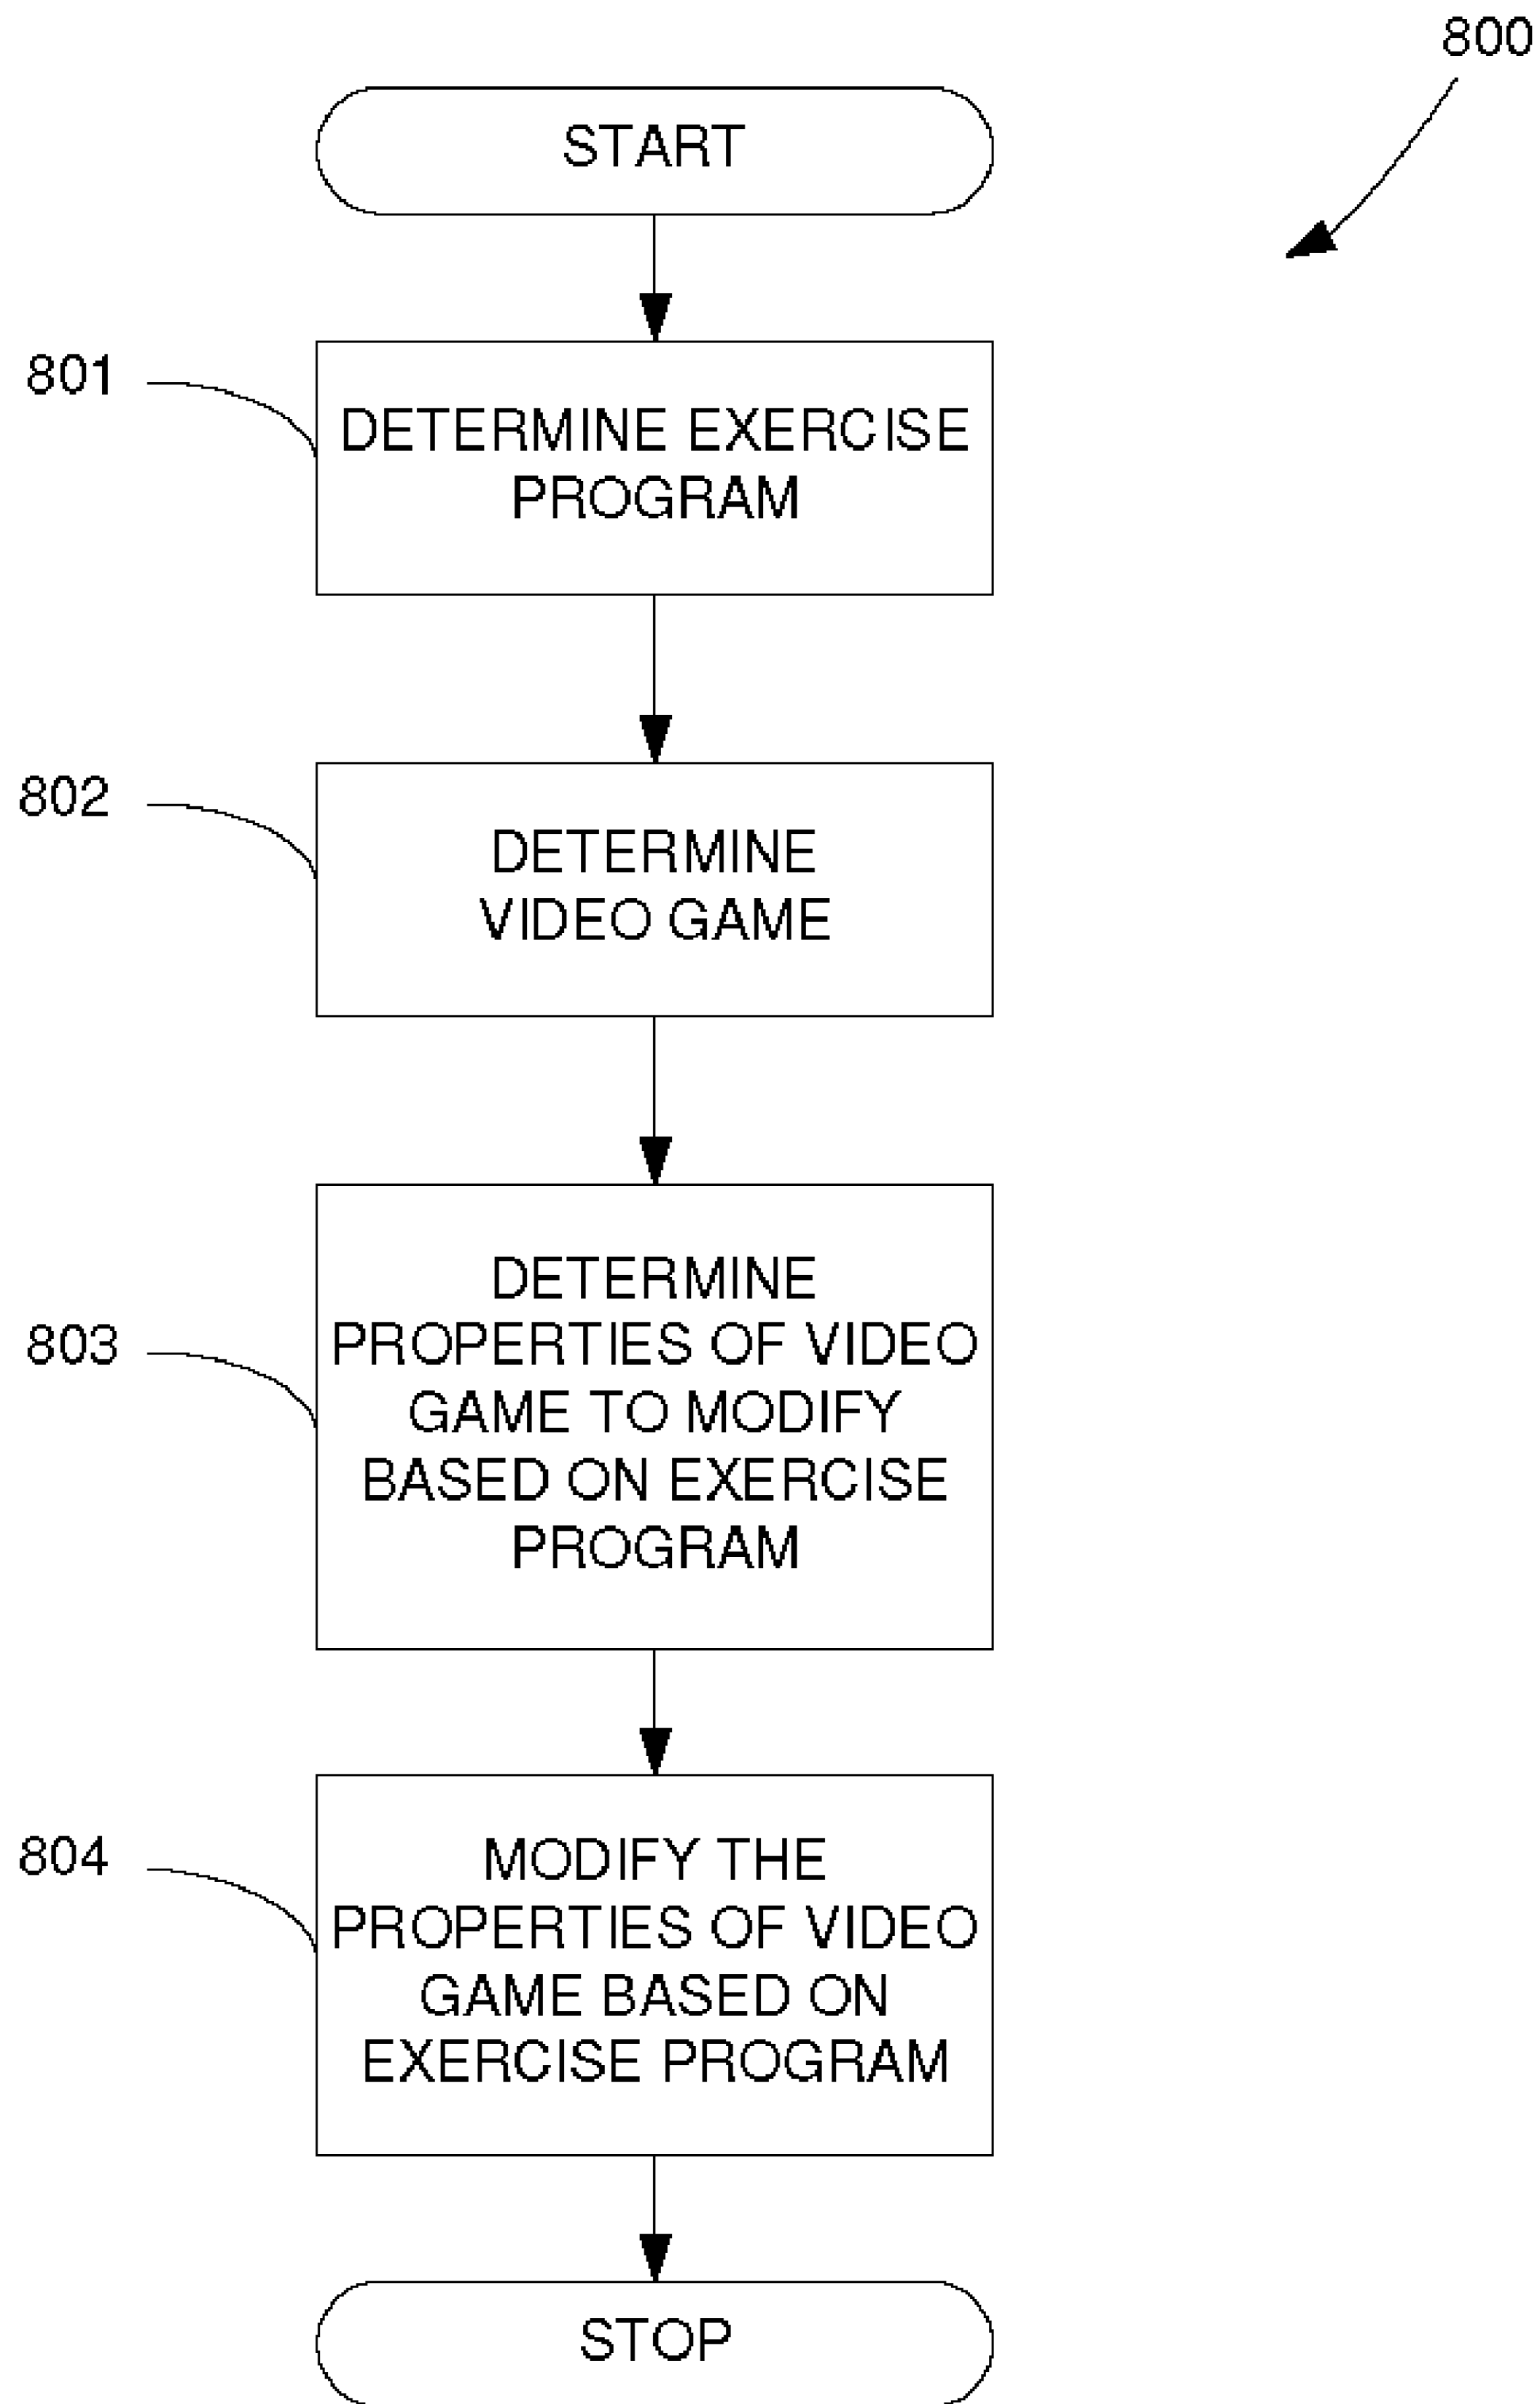 800
START
801
DETERMINE EXERCISE
PROGRAM
802
DETERMINE
VIDEO GAME
803
DETERMINE
PROPERTIES OF VIDEO
GAME TO MODIFY
BASED ON EXERCISE
PROGRAM
804
MODIFY THE
PROPERTIES OF VIDEO
GAME BASED ON
EXERCISE PROGRAM
STOP